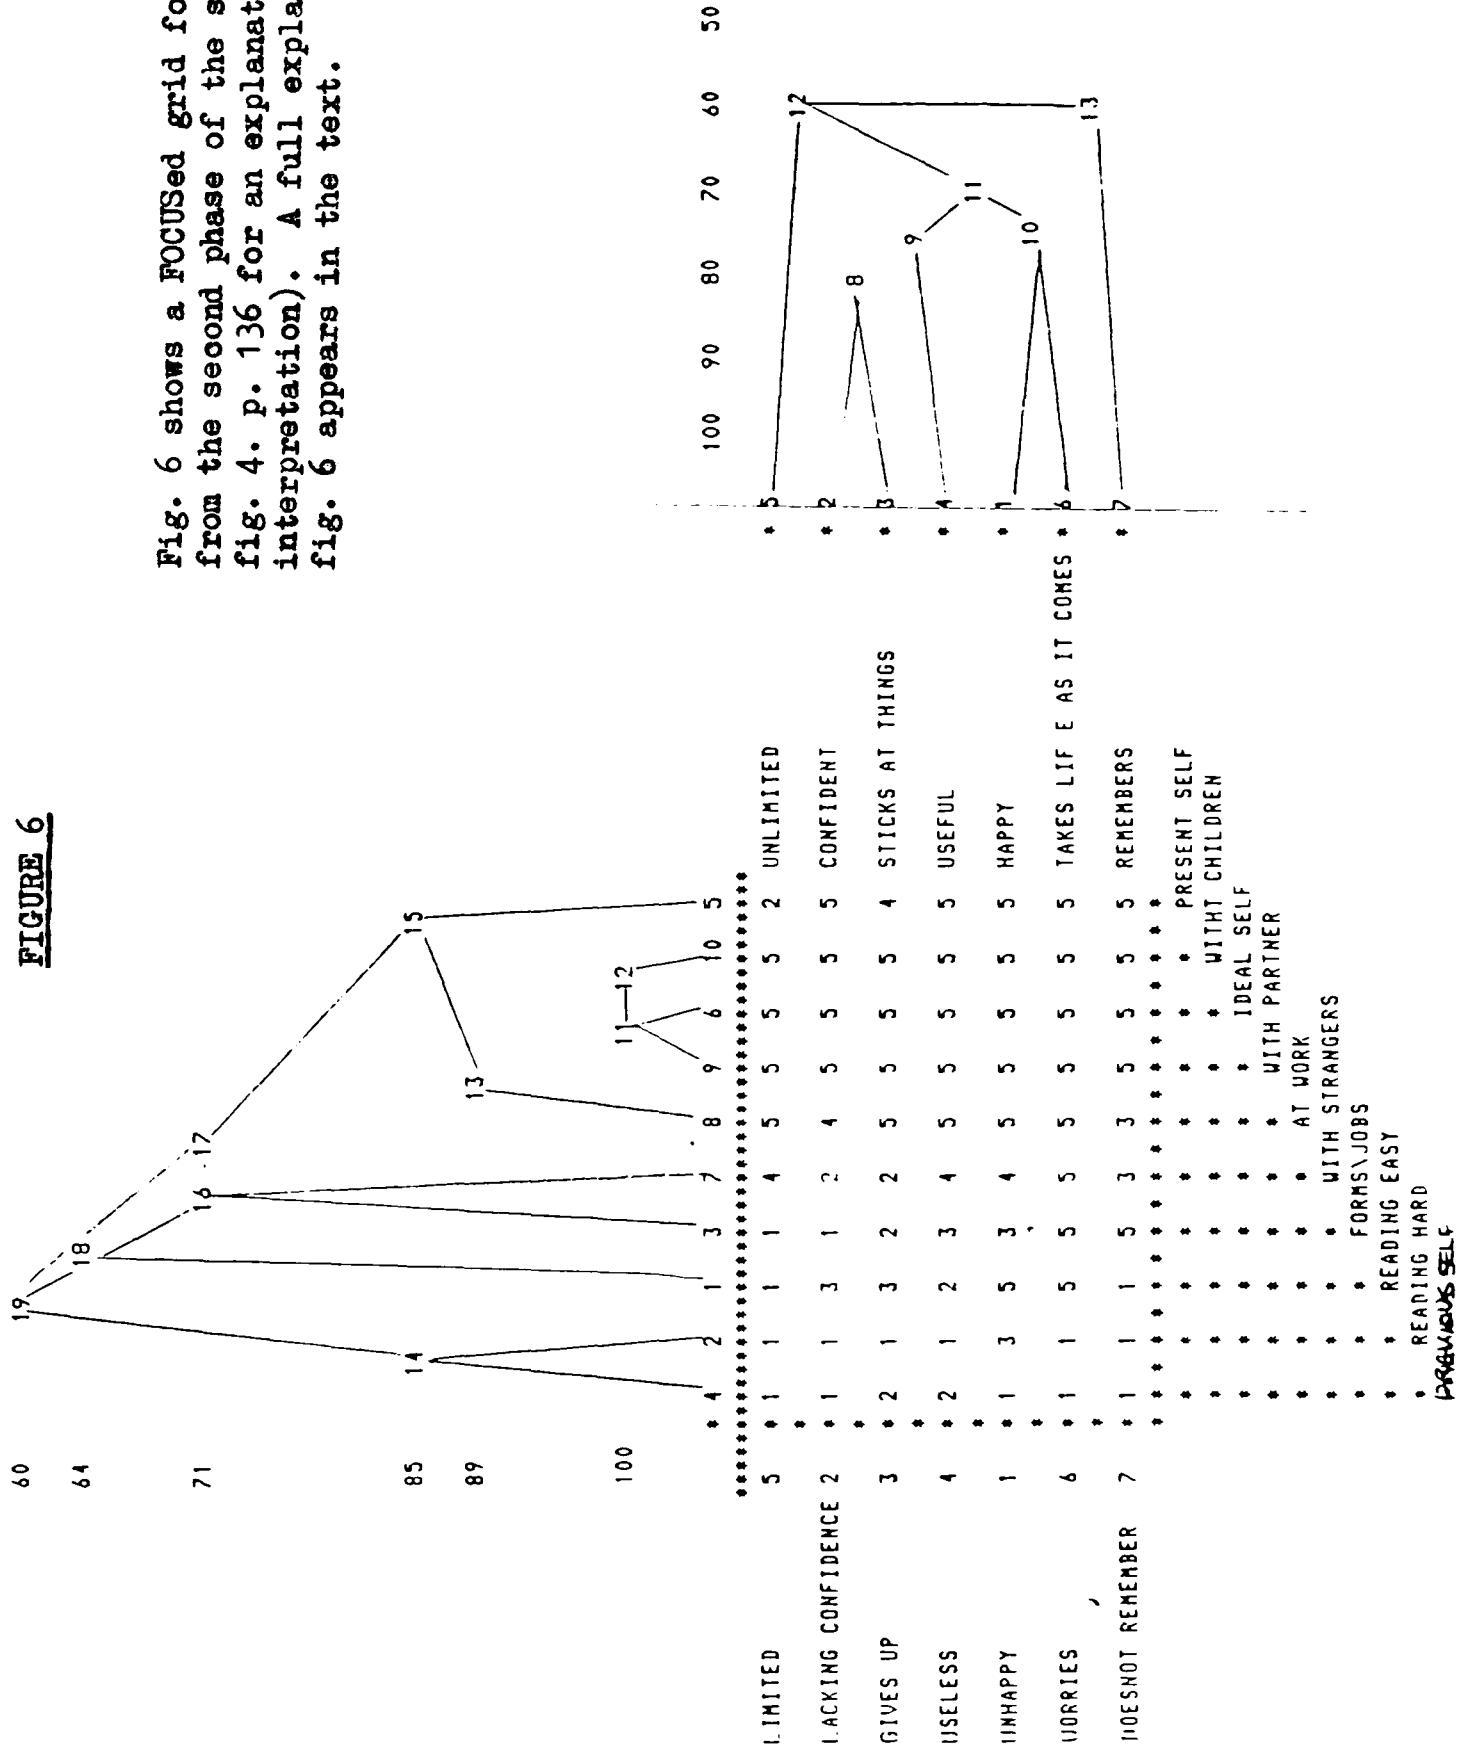 FIGURE 6
60 19
64 18
71 16 17
85 14 15
89 13
100 11 12
4 2 1 3 7 8 9 6 10 5
LIMITED 5 * 1 1 1 1 4 5 5 5 5 2 UNLIMITED
LACKING CONFIDENCE 2 * 1 1 3 1 2 4 5 5 5 5 CONFIDENT
GIVES UP 3 * 2 1 3 2 2 5 5 5 5 4 STICKS AT THINGS
USELESS 4 * 2 1 2 3 4 5 5 5 5 5 USEFUL
UNHAPPY 1 * 1 3 5 3 4 5 5 5 5 5 HAPPY
WORRIES 6 * 1 1 5 5 5 5 5 5 5 5 TAKES LIF E AS IT COMES
DOESNOT REMEMBER 7 * 1 1 1 5 3 3 5 5 5 5 REMEMBERS
PRESENT SELF
WITHT CHILDREN
IDEAL SELF
WITH PARTNER
AT WORK
WITH STRANGERS
FORMS\JOBS
READING EASY
READING HARD
PREVIOUS SELF
Fig. 6 shows a FOCUSed grid fo
from the second phase of the s
fig. 4. p. 136 for an explanat
interpretation). A full expla
fig. 6 appears in the text.
100 90 80 70 60 50
* 5 12
* 2
8
* 3
9
* 4
11
* 1
10
* 6
13
* 7